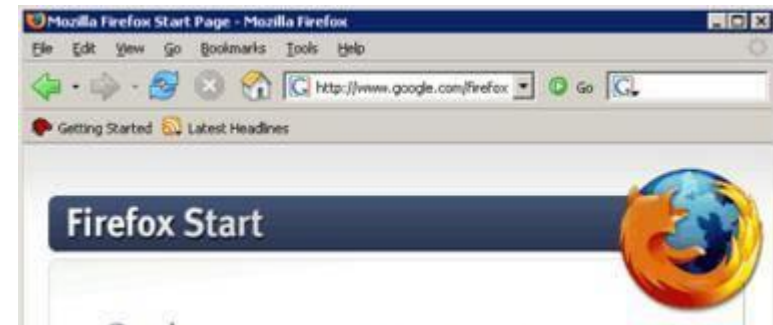 Mozilla Firefox Start Page - Mozilla Firefox
File Edit View Go Bookmarks Tools Help
http://www.google.com/firefox Go G
Getting Started Latest Headlines
Firefox Start